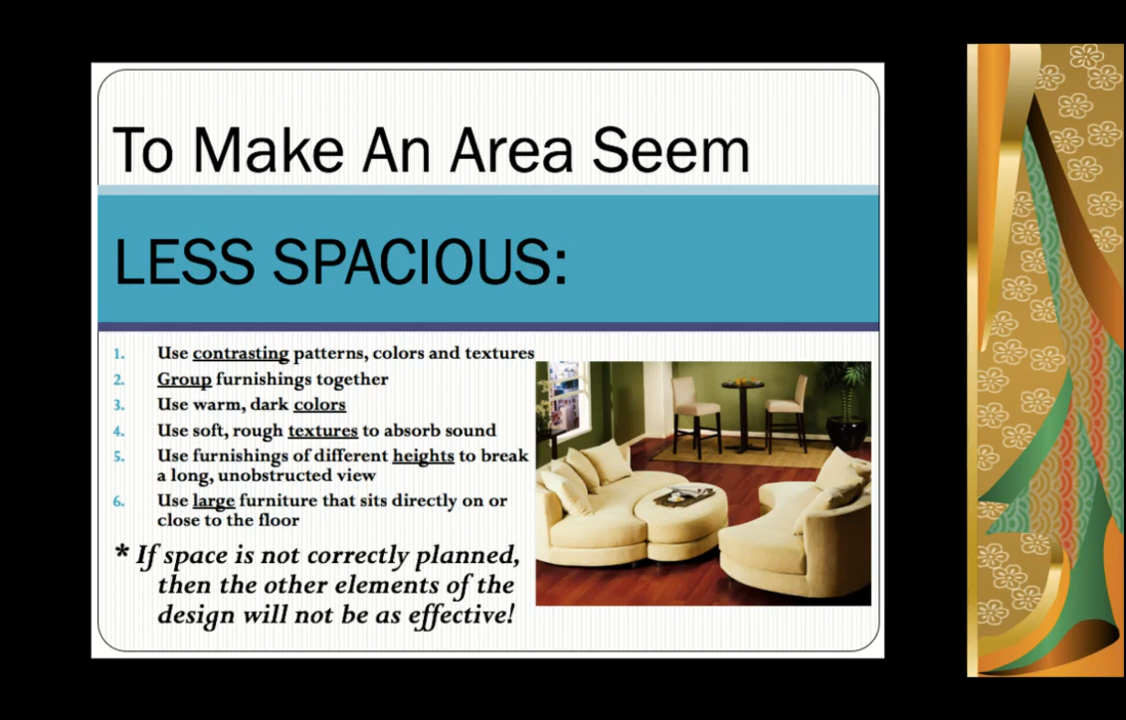 To Make An Area Seem
LESS SPACIOUS:
1. Use contrasting patterns, colors and textures
2. Group furnishings together
3. Use warm, dark colors
4. Use soft, rough textures to absorb sound
5. Use furnishings of different heights to break
a long, unobstructed view
6. Use large furniture that sits directly on or
close to the floor
* If space is not correctly planned,
then the other elements of the
design will not be as effective!